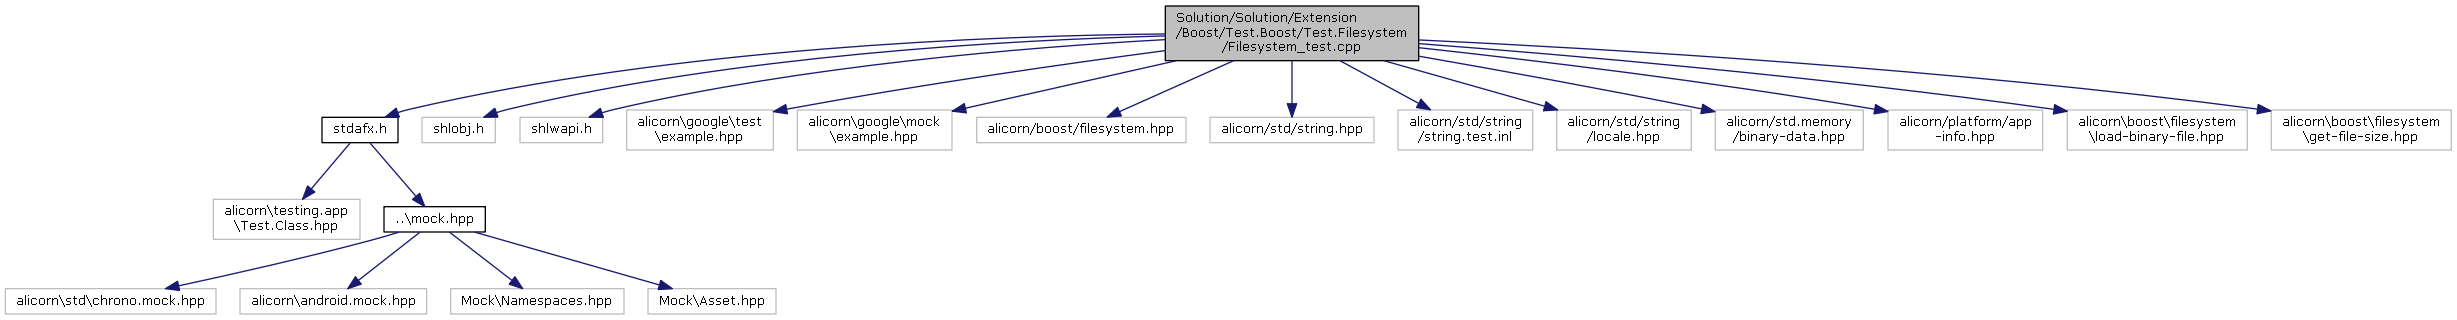 Solution/Solution/Extension
/Boost/Test.Boost/Test.Filesystem
/Filesystem_test.cpp
stdafx.h
shlobj.h
shlwapi.h
alicorn\google\test
\example.hpp
alicorn\google\mock
\example.hpp
alicorn/boost/filesystem.hpp
alicorn/std/string.hpp
alicorn/std/string
/string.test.inl
alicorn/std/string
/locale.hpp
alicorn/std.memory
/binary-data.hpp
alicorn/platform/app
-info.hpp
alicorn\boost\filesystem
\load-binary-file.hpp
alicorn\boost\filesystem
\get-file-size.hpp
alicorn\testing.app
\Test.Class.hpp
..\mock.hpp
alicorn\std\chrono.mock.hpp
alicorn\android.mock.hpp
Mock\Namespaces.hpp
Mock\Asset.hpp